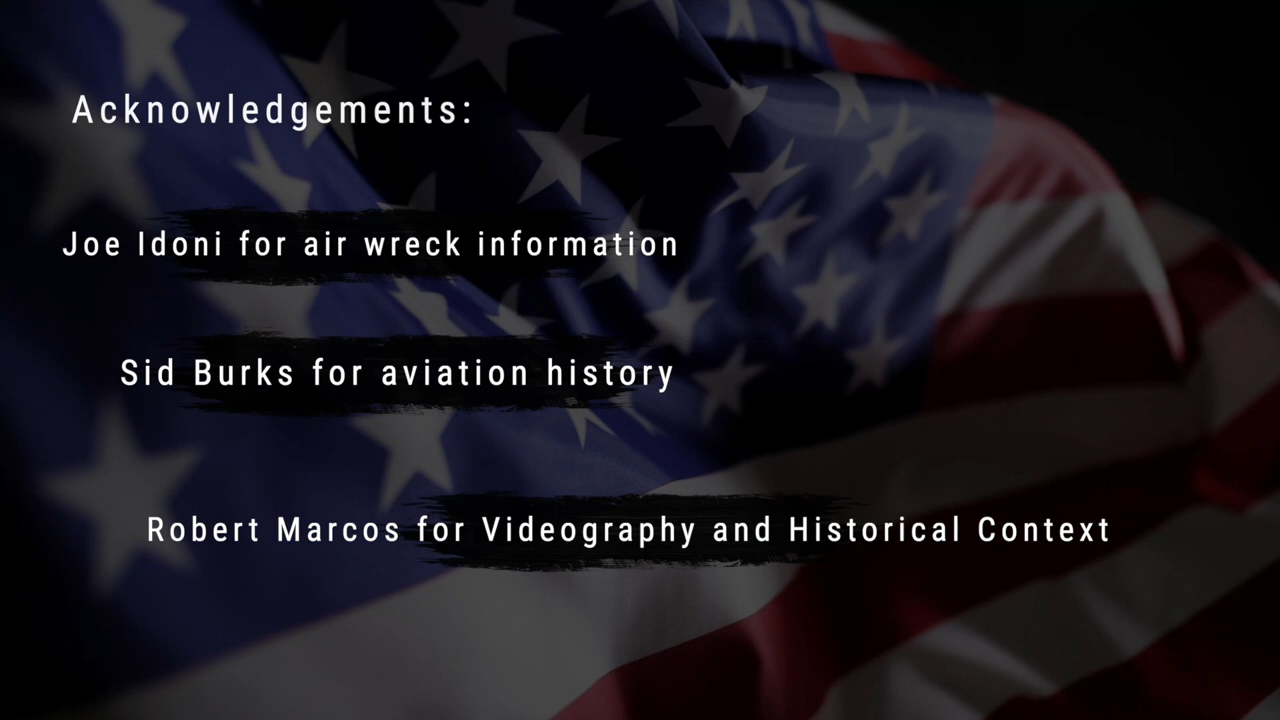 Acknowledgements:
Joe Idoni for air wreck information
Sid Burks for aviation history
Robert Marcos for Videography and Historical Context